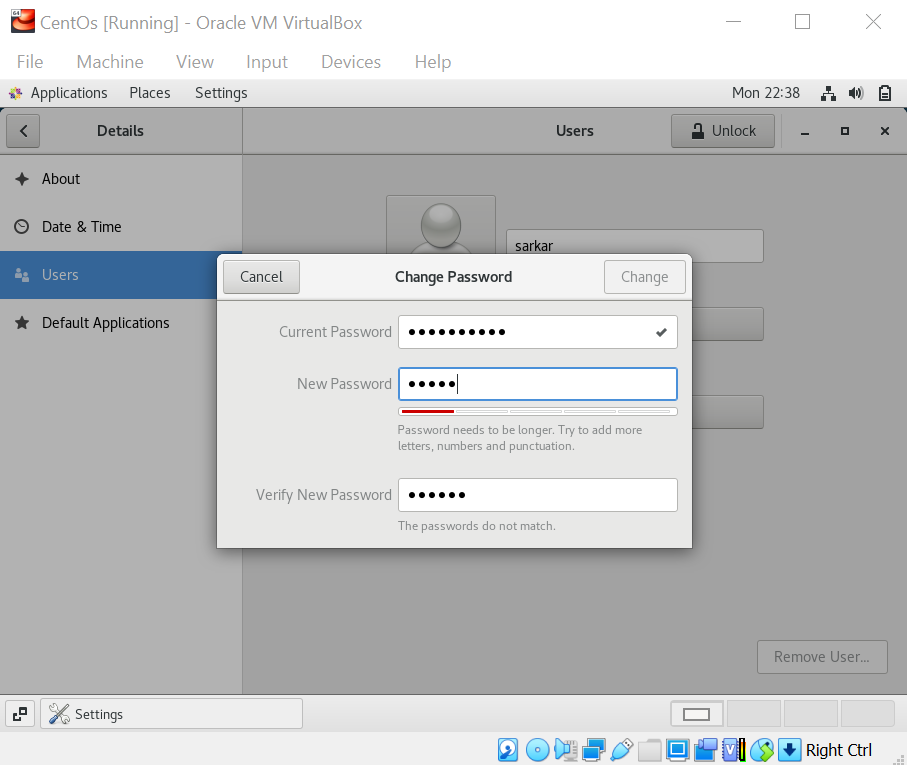 CentOs [Running] - Oracle VM VirtualBox
File Machine View Input Devices Help
Applications Places Settings Mon 22:38
Details Users Unlock
About
Date & Time
Users
Default Applications
sarkar
Cancel Change Password Change
Current Password ●●●●●●●●●●
New Password ●●●●●
Password needs to be longer. Try to add more
letters, numbers and punctuation.
Verify New Password ●●●●●●
The passwords do not match.
Remove User...
Settings
Right Ctrl